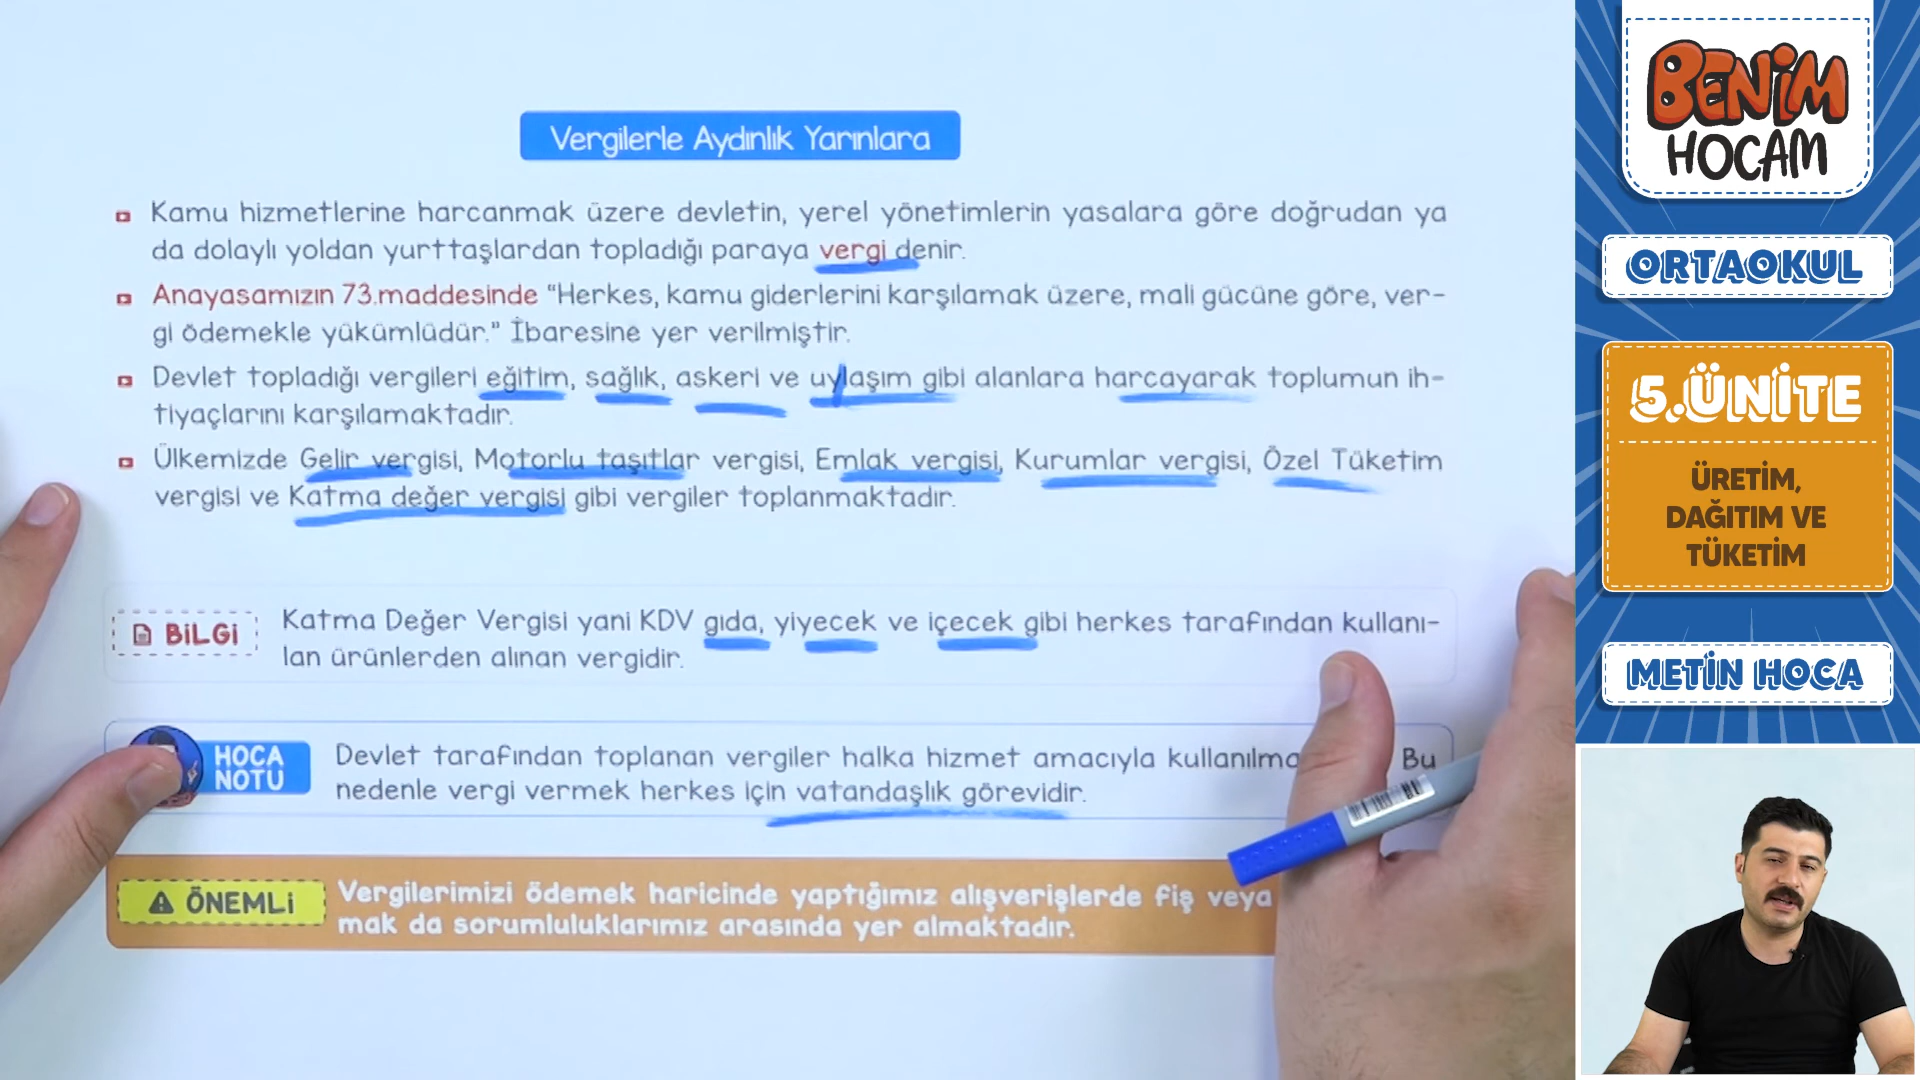 Vergilerle Aydınlık Yarınlara
Kamu hizmetlerine harcanmak üzere devletin, yerel yönetimlerin yasalara göre doğrudan ya
da dolaylı yoldan yurttaşlardan topladığı paraya vergi denir.
Anayasamızın 73.maddesinde “Herkes, kamu giderlerini karşılamak üzere, mali gücüne göre, ver-
gi ödemekle yükümlüdür.” İbaresine yer verilmiştir.
Devlet topladığı vergileri eğitim, sağlık, askeri ve uylaşım gibi alanlara harcayarak toplumun ih-
tiyaçlarını karşılamaktadır.
Ülkemizde Gelir vergisi, Motorlu taşıtlar vergisi, Emlak vergisi, Kurumlar vergisi, Özel Tüketim
vergisi ve Katma değer vergisi gibi vergiler toplanmaktadır.
BİLGİ
Katma Değer Vergisi yani KDV gıda, yiyecek ve içecek gibi herkes tarafından kullanı-
lan ürünlerden alınan vergidir.
HOCA
NOTU
Devlet tarafından toplanan vergiler halka hizmet amacıyla kullanılma Bu
nedenle vergi vermek herkes için vatandaşlık görevidir.
ÖNEMLİ
Vergilerimizi ödemek haricinde yaptığımız alışverişlerde fiş veya
mak da sorumluluklarımız arasında yer almaktadır.
BENİM
HOCAM
ORTAOKUL
5.ÜNİTE
ÜRETİM,
DAĞITIM VE
TÜKETİM
METİN HOCA